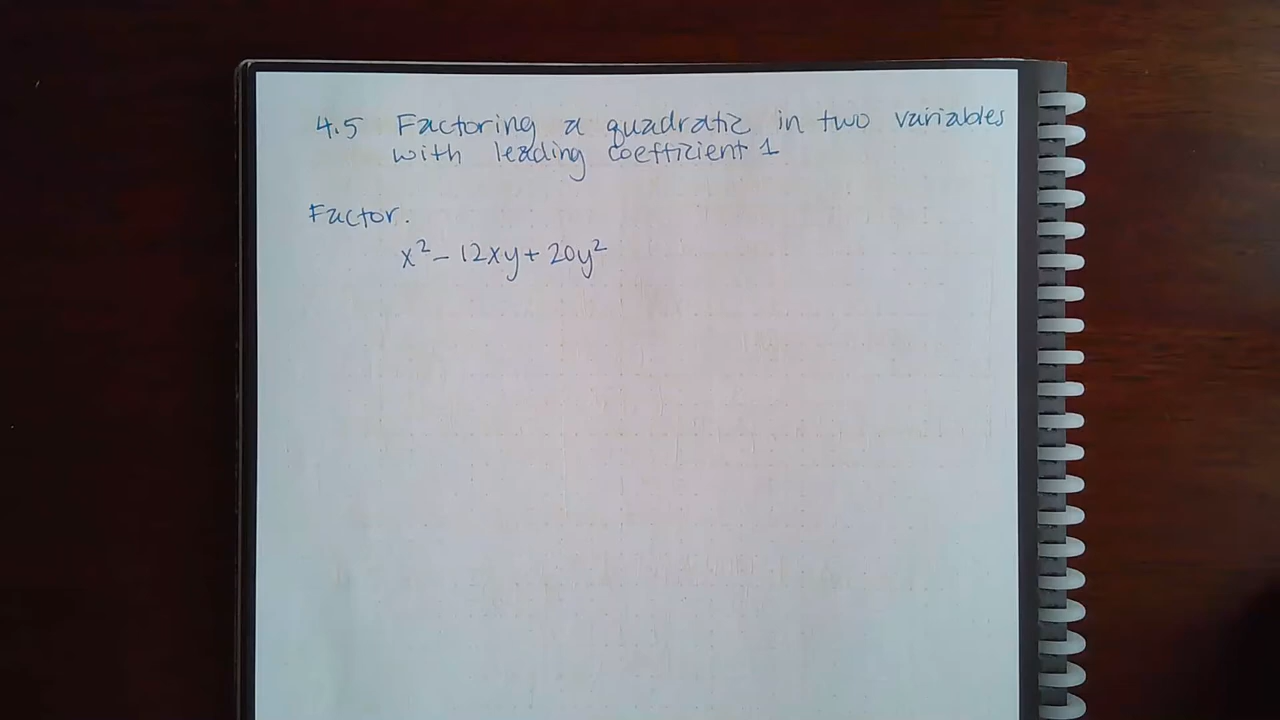 4.5 Factoring a quadratic in two variables
with leading coefficient 1
Factor.
x² - 12xy + 20y²